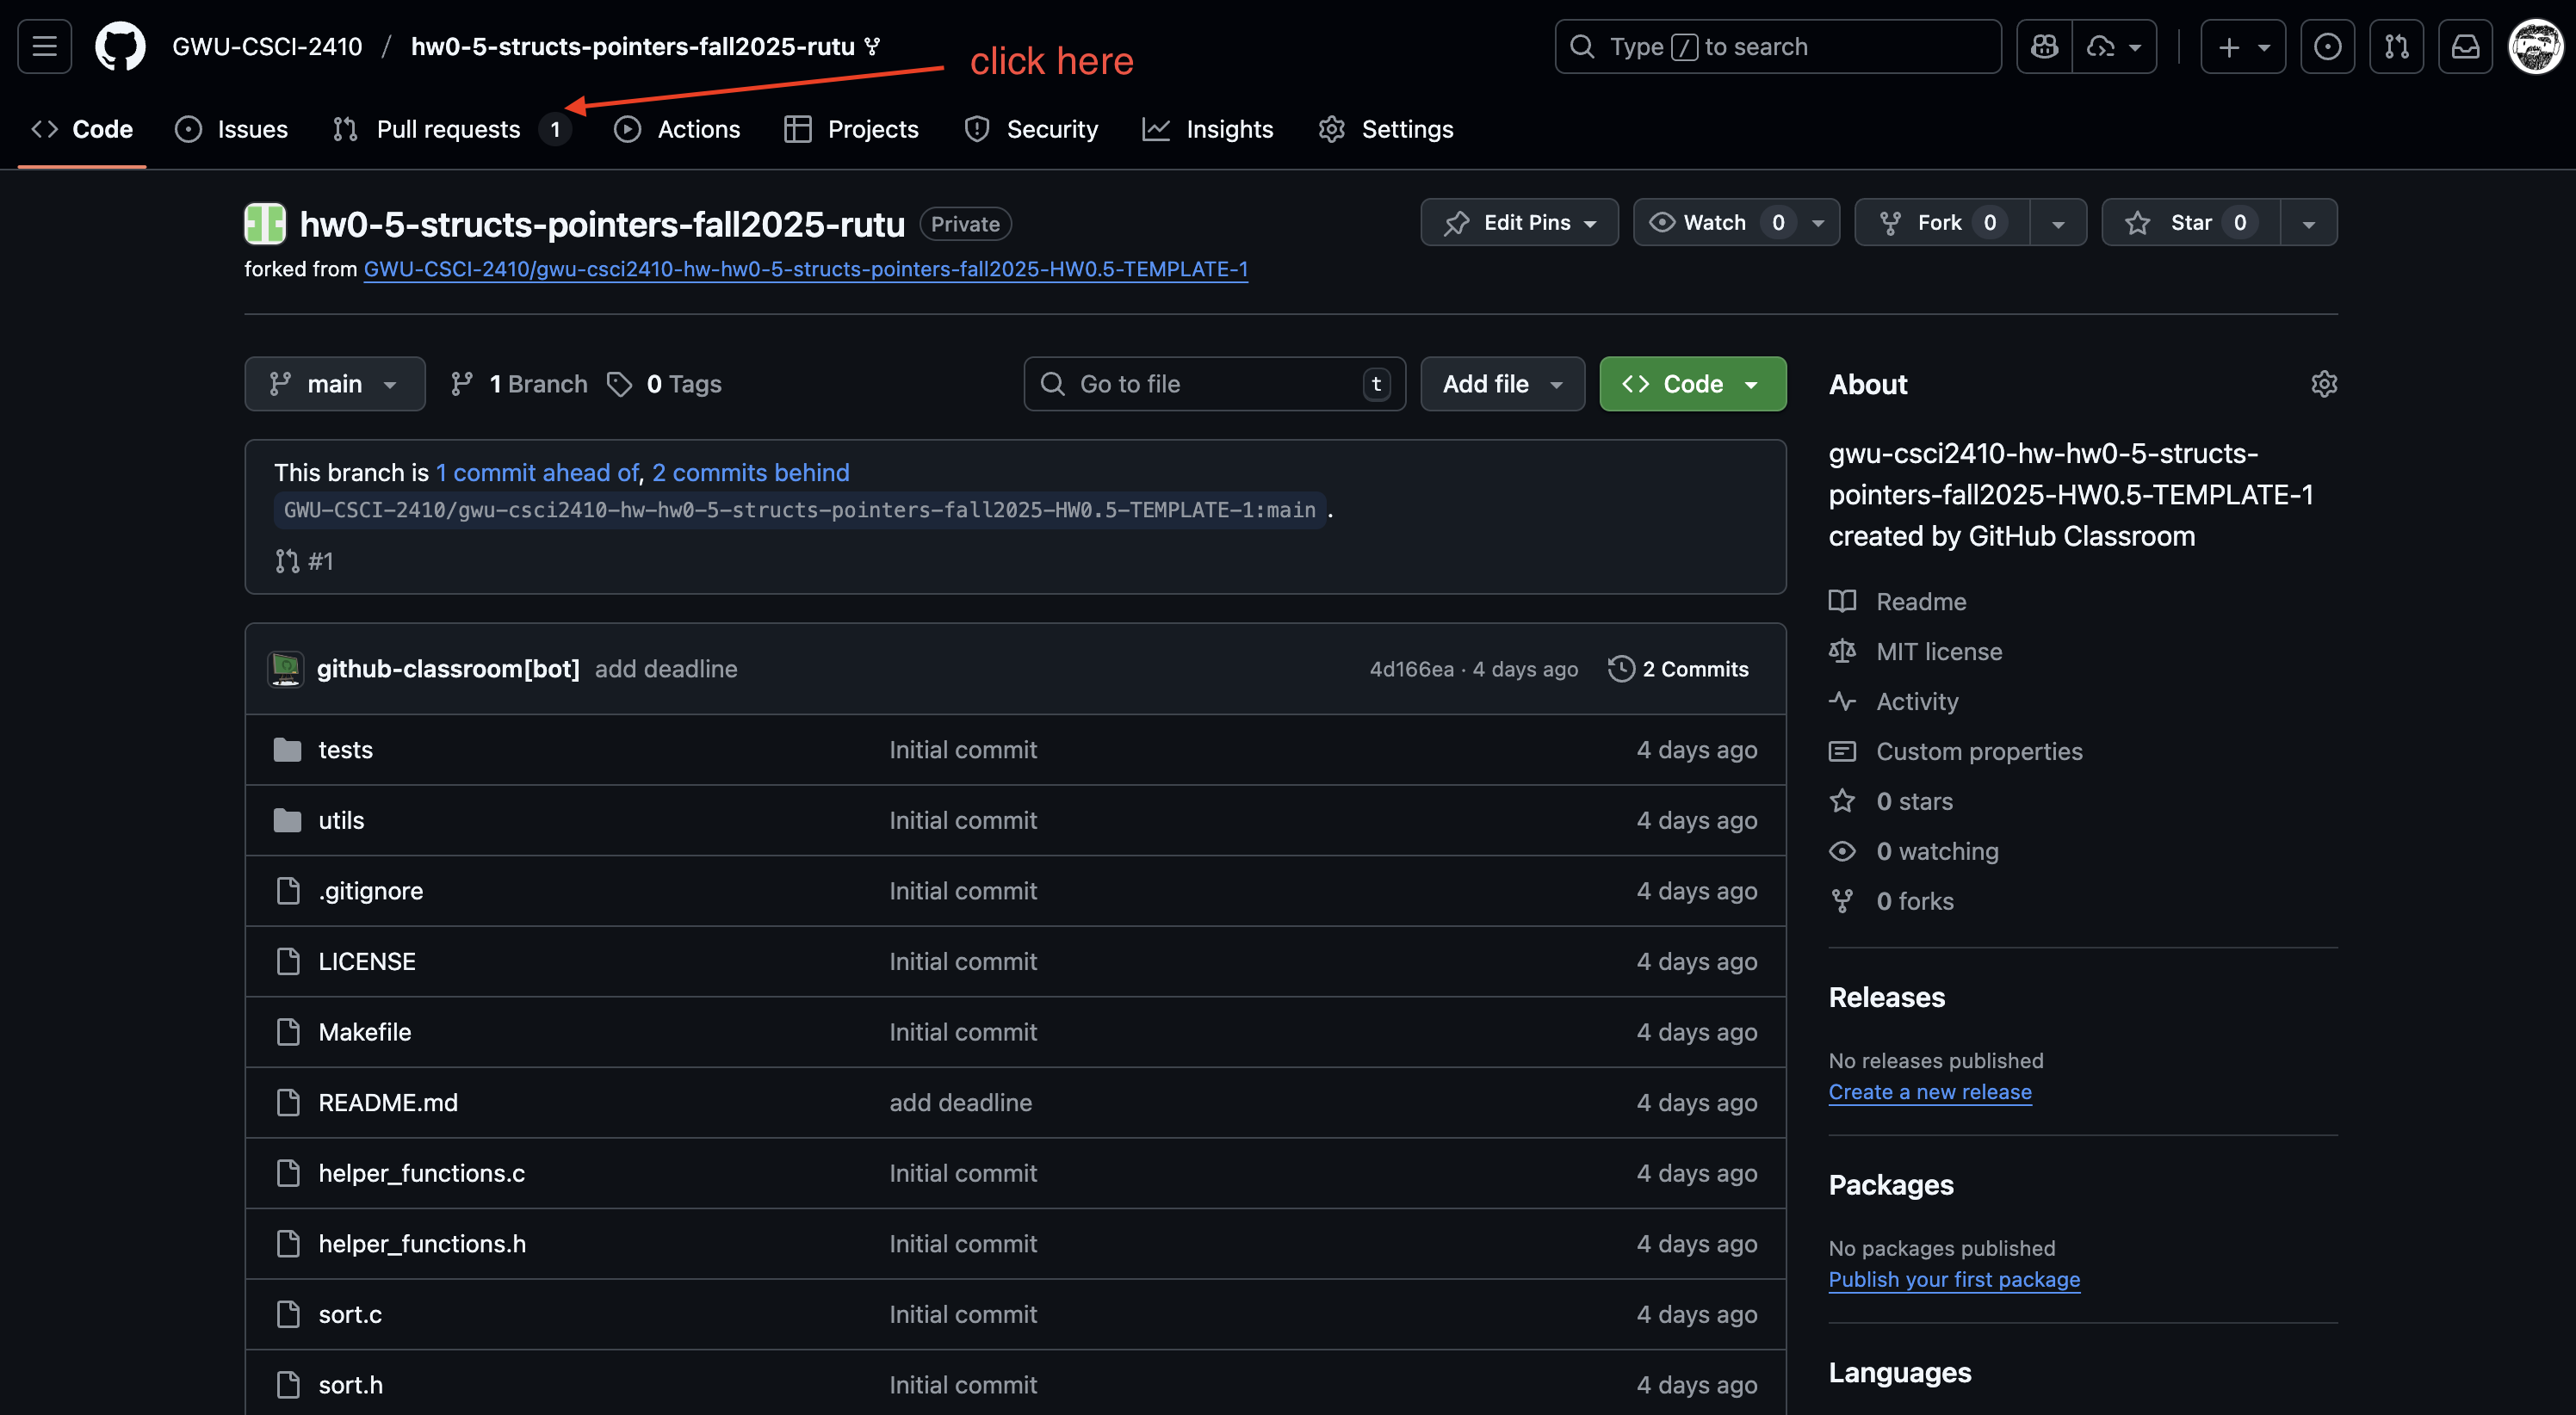 GWU-CSCI-2410 / hw0-5-structs-pointers-fall2025-rutu
click here
Type / to search
Code
Issues
Pull requests 1
Actions
Projects
Security
Insights
Settings
hw0-5-structs-pointers-fall2025-rutu Private
Edit Pins
Watch 0
Fork 0
Star 0
forked from GWU-CSCI-2410/gwu-csci2410-hw-hw0-5-structs-pointers-fall2025-HW0.5-TEMPLATE-1
main
1 Branch
0 Tags
Go to file t
Add file
Code
This branch is 1 commit ahead of, 2 commits behind
GWU-CSCI-2410/gwu-csci2410-hw-hw0-5-structs-pointers-fall2025-HW0.5-TEMPLATE-1:main .
#1
github-classroom[bot] add deadline 4d166ea · 4 days ago 2 Commits
tests Initial commit 4 days ago
utils Initial commit 4 days ago
.gitignore Initial commit 4 days ago
LICENSE Initial commit 4 days ago
Makefile Initial commit 4 days ago
README.md add deadline 4 days ago
helper_functions.c Initial commit 4 days ago
helper_functions.h Initial commit 4 days ago
sort.c Initial commit 4 days ago
sort.h Initial commit 4 days ago
About
gwu-csci2410-hw-hw0-5-structs-
pointers-fall2025-HW0.5-TEMPLATE-1
created by GitHub Classroom
Readme
MIT license
Activity
Custom properties
0 stars
0 watching
0 forks
Releases
No releases published
Create a new release
Packages
No packages published
Publish your first package
Languages